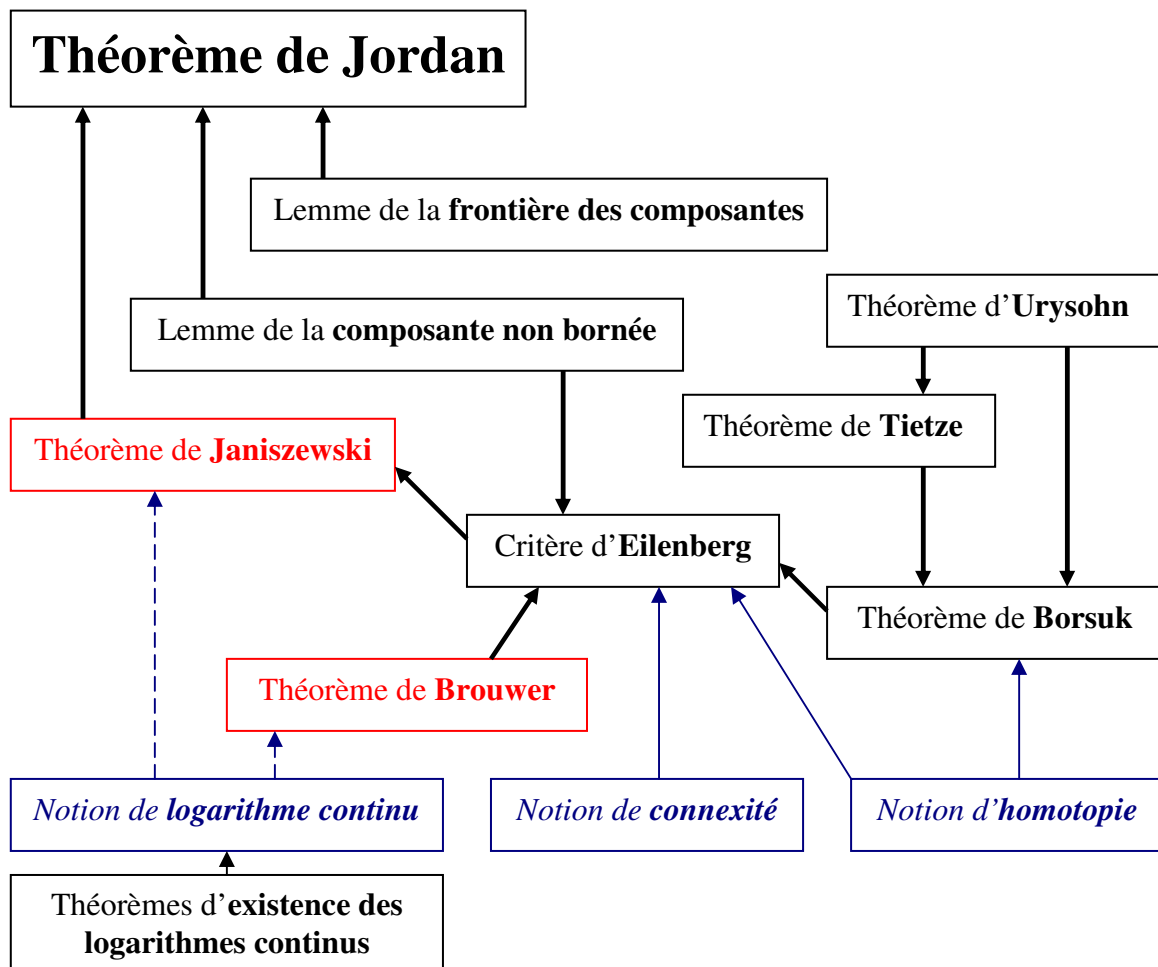 Théorème de Jordan
Lemme de la frontière des composantes
Théorème d’Urysohn
Lemme de la composante non bornée
Théorème de Tietze
Théorème de Janiszewski
Critère d’Eilenberg
Théorème de Borsuk
Théorème de Brouwer
Notion de logarithme continu
Notion de connexité
Notion d’homotopie
Théorèmes d’existence des
logarithmes continus